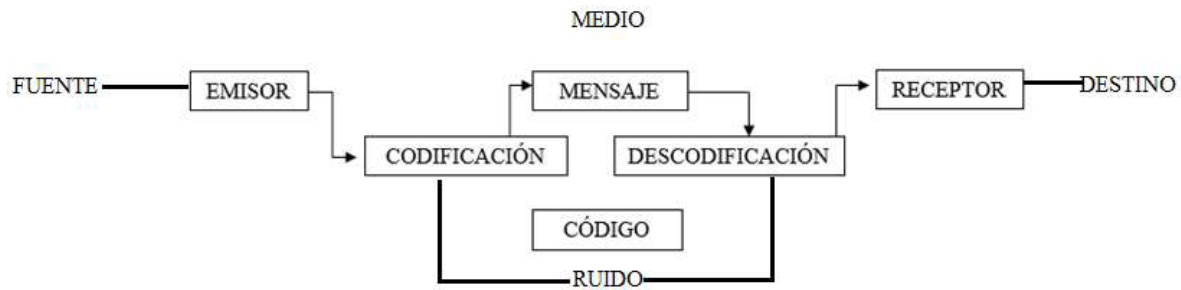 MEDIO
FUENTE EMISOR MENSAJE RECEPTOR DESTINO
CODIFICACIÓN DESCODIFICACIÓN
CÓDIGO
RUIDO